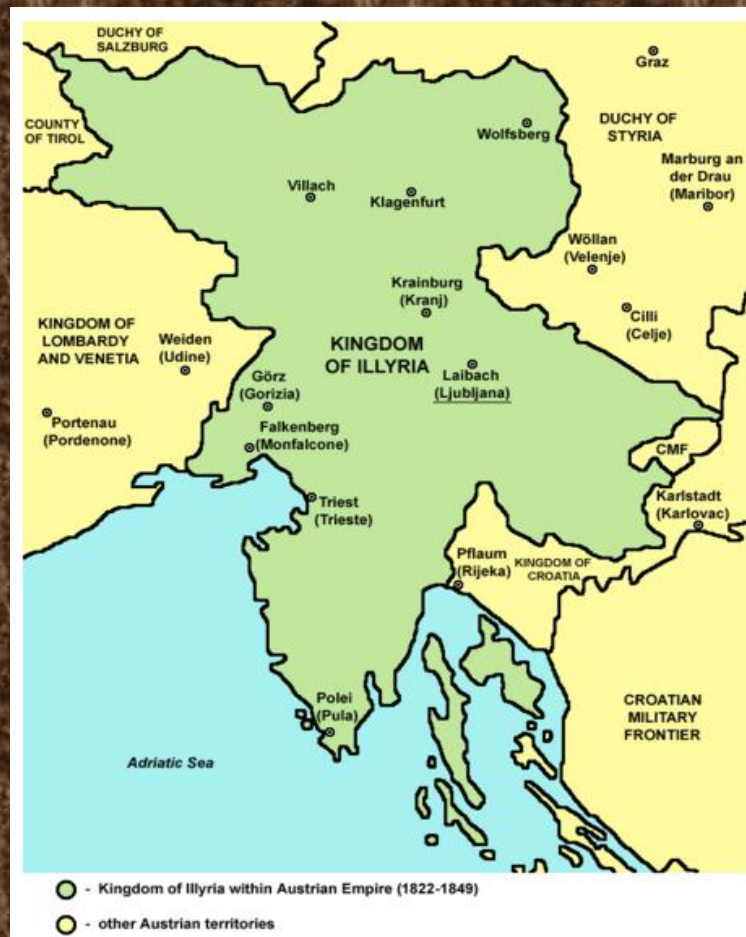 DUCHY OF
SALZBURG
Graz
COUNTY
OF TIROL
Wolfsberg
DUCHY OF
STYRIA
Villach
Klagenfurt
Marburg an
der Drau
(Maribor)
Wöllan
(Velenje)
Krainburg
(Kranj)
Cilli
(Celje)
KINGDOM OF
LOMBARDY
AND VENETIA
Weiden
(Udine)
KINGDOM
OF ILLYRIA
Laibach
(Ljubljana)
Görz
(Gorizia)
Portenau
(Pordenone)
Falkenberg
(Monfalcone)
CMF
Triest
(Trieste)
Karlstadt
(Karlovac)
Pflaum
(Rijeka)
KINGDOM OF
CROATIA
Polei
(Pula)
CROATIAN
MILITARY
FRONTIER
Adriatic Sea
- Kingdom of Illyria within Austrian Empire (1822-1849)
- other Austrian territories